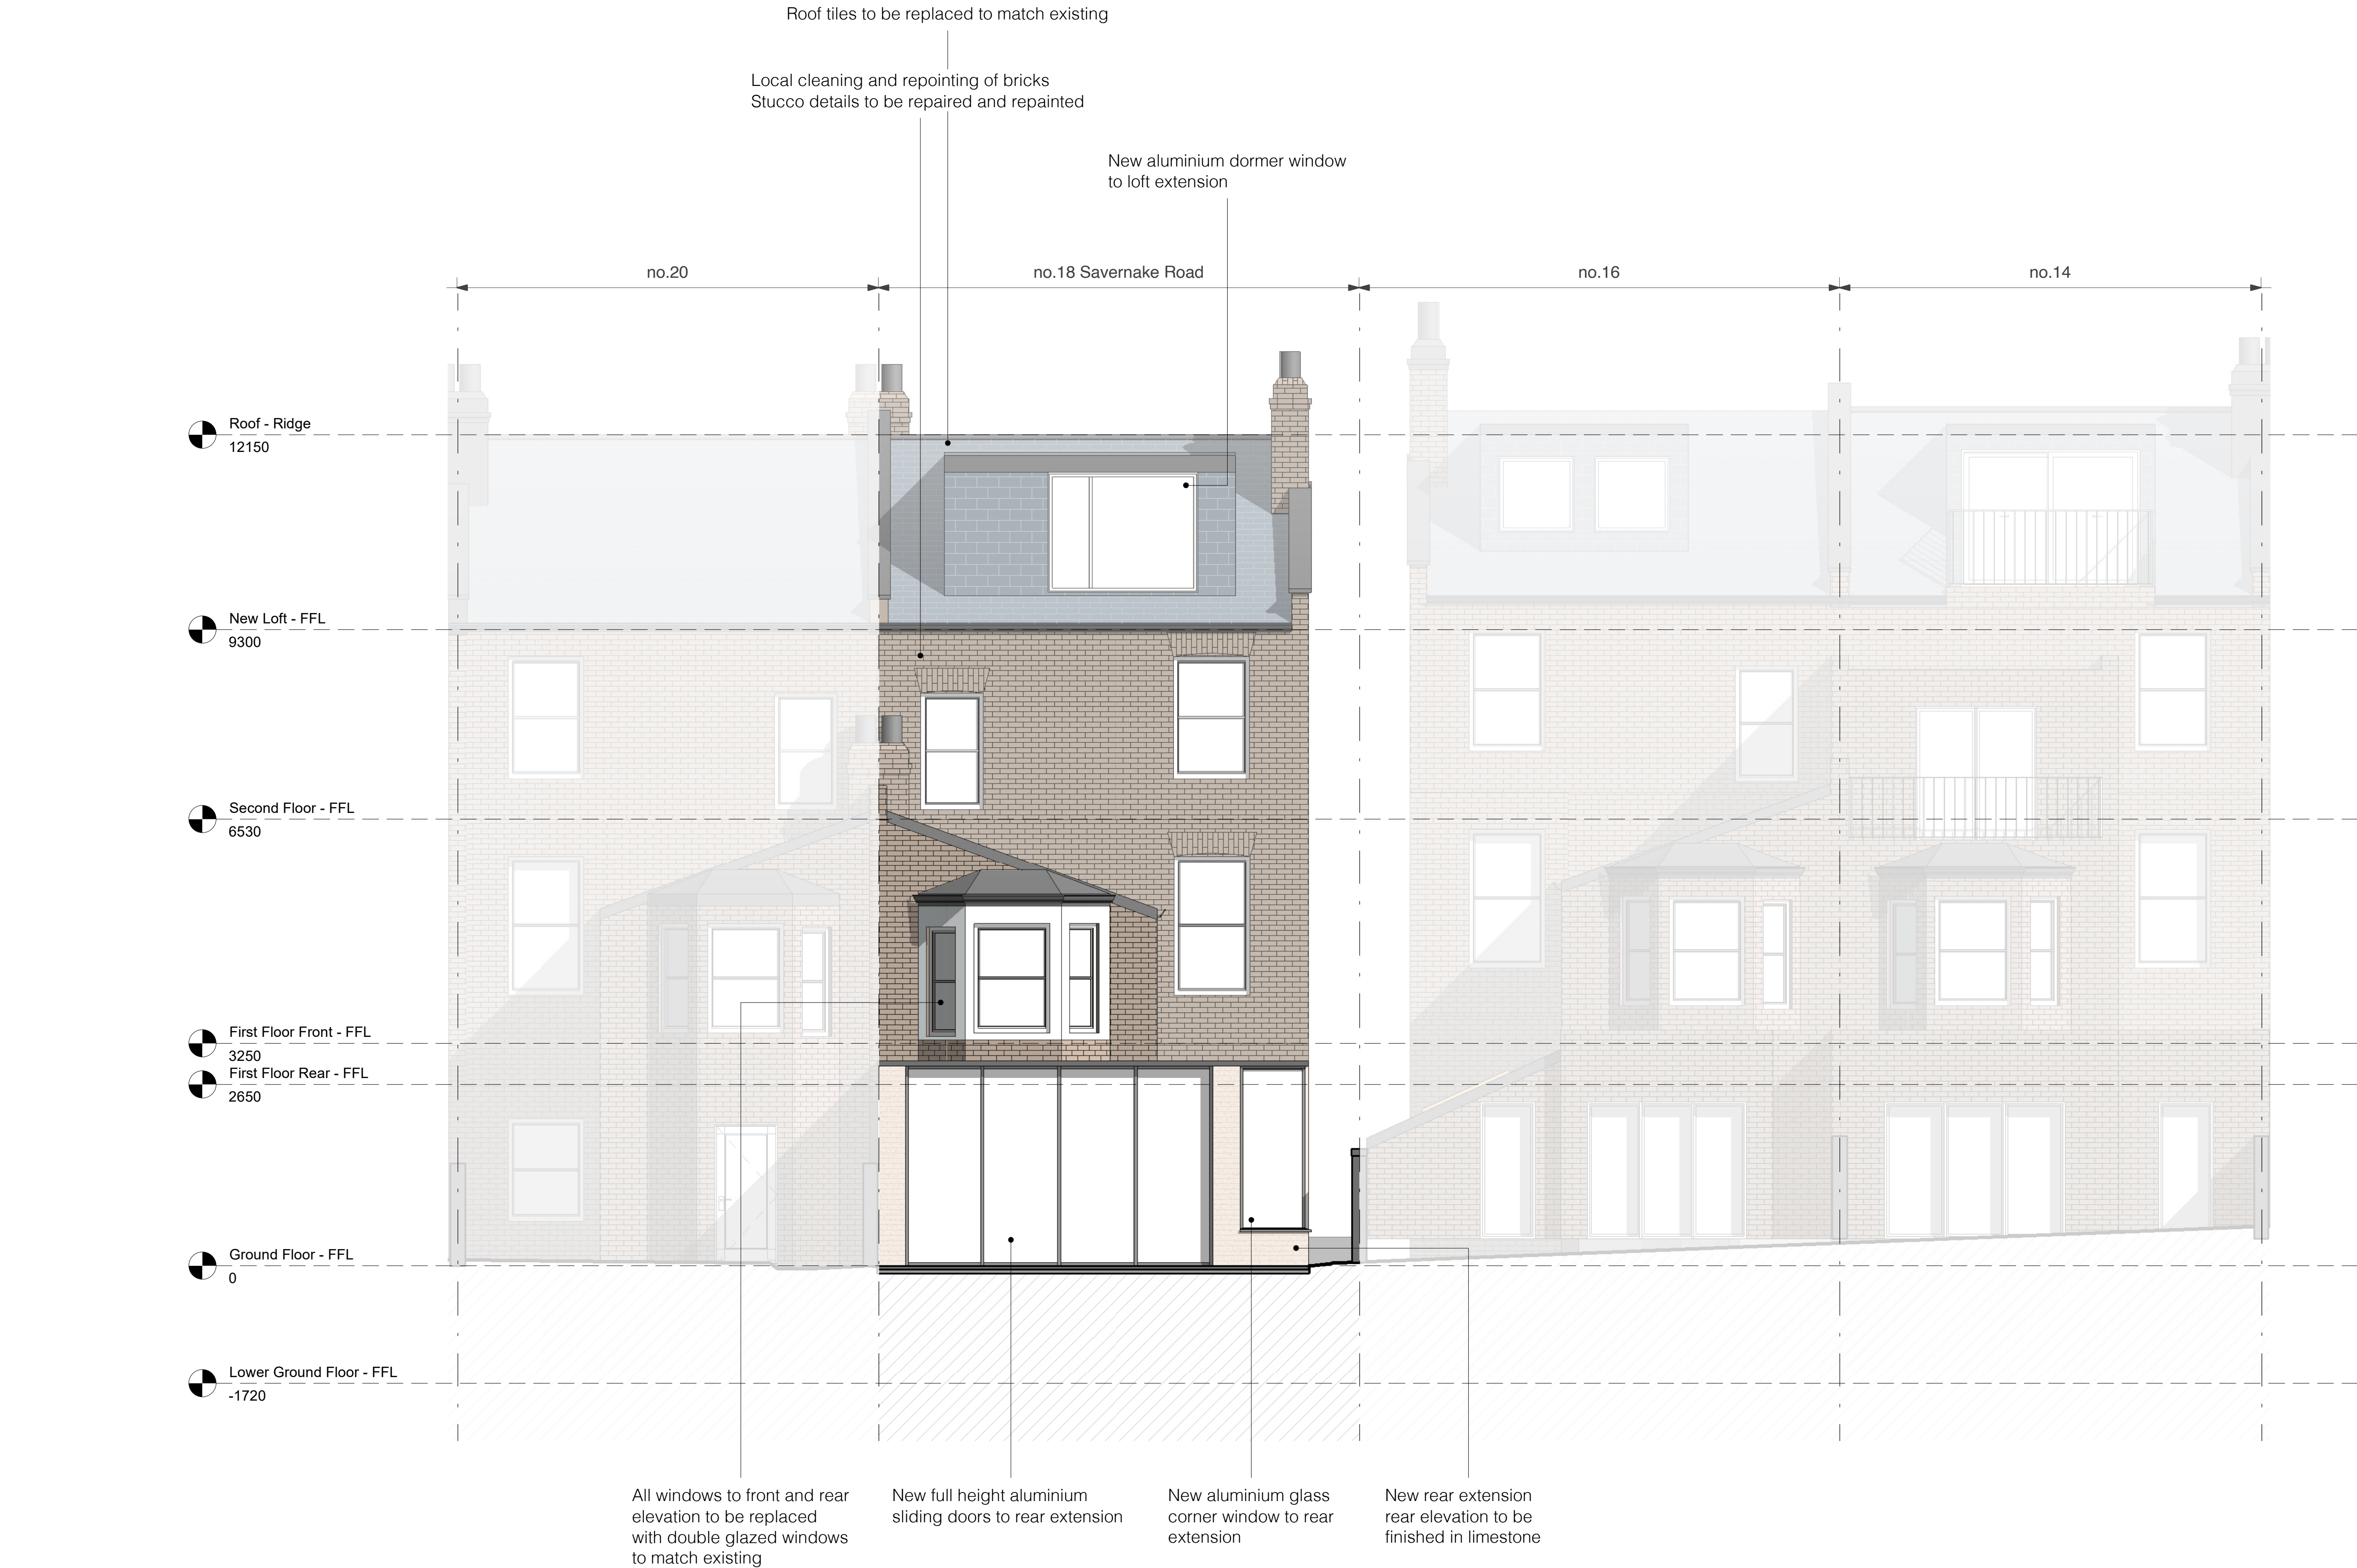 Roof tiles to be replaced to match existing
Local cleaning and repointing of bricks
Stucco details to be repaired and repainted
New aluminium dormer window
to loft extension
no.20
no.18 Savernake Road
no.16
no.14
Roof - Ridge
12150
New Loft - FFL
9300
Second Floor - FFL
6530
First Floor Front - FFL
3250
First Floor Rear - FFL
2650
Ground Floor - FFL
0
Lower Ground Floor - FFL
-1720
All windows to front and rear
elevation to be replaced
with double glazed windows
to match existing
New full height aluminium
sliding doors to rear extension
New aluminium glass
corner window to rear
extension
New rear extension
rear elevation to be
finished in limestone